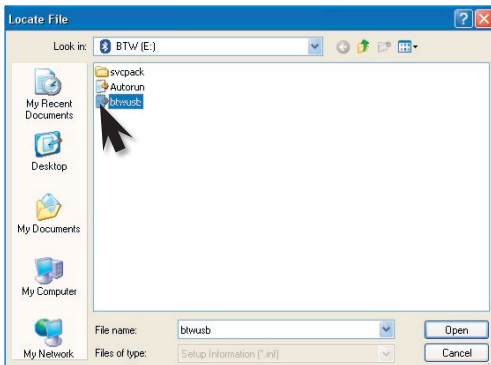 Locate File
Look in: BTW (E:)
svcpack
Autorun
btwusb
My Recent
Documents
Desktop
My Documents
My Computer
My Network
File name: btwusb Open
Files of type: Setup Information (*.inf) Cancel